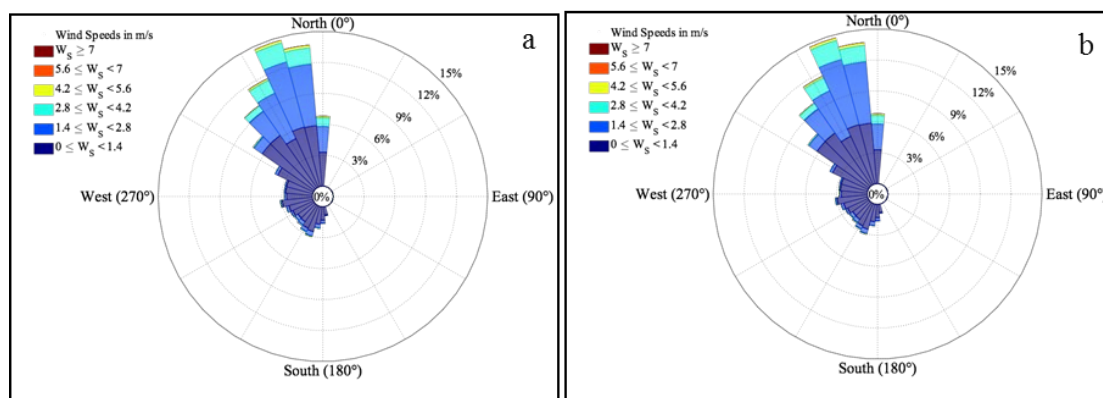 North (0°)
a
Wind Speeds in m/s
W_S ≥ 7
5.6 ≤ W_S < 7
4.2 ≤ W_S < 5.6
2.8 ≤ W_S < 4.2
1.4 ≤ W_S < 2.8
0 ≤ W_S < 1.4
15%
12%
9%
6%
3%
0%
West (270°)
East (90°)
South (180°)
North (0°)
b
Wind Speeds in m/s
W_S ≥ 7
5.6 ≤ W_S < 7
4.2 ≤ W_S < 5.6
2.8 ≤ W_S < 4.2
1.4 ≤ W_S < 2.8
0 ≤ W_S < 1.4
15%
12%
9%
6%
3%
0%
West (270°)
East (90°)
South (180°)